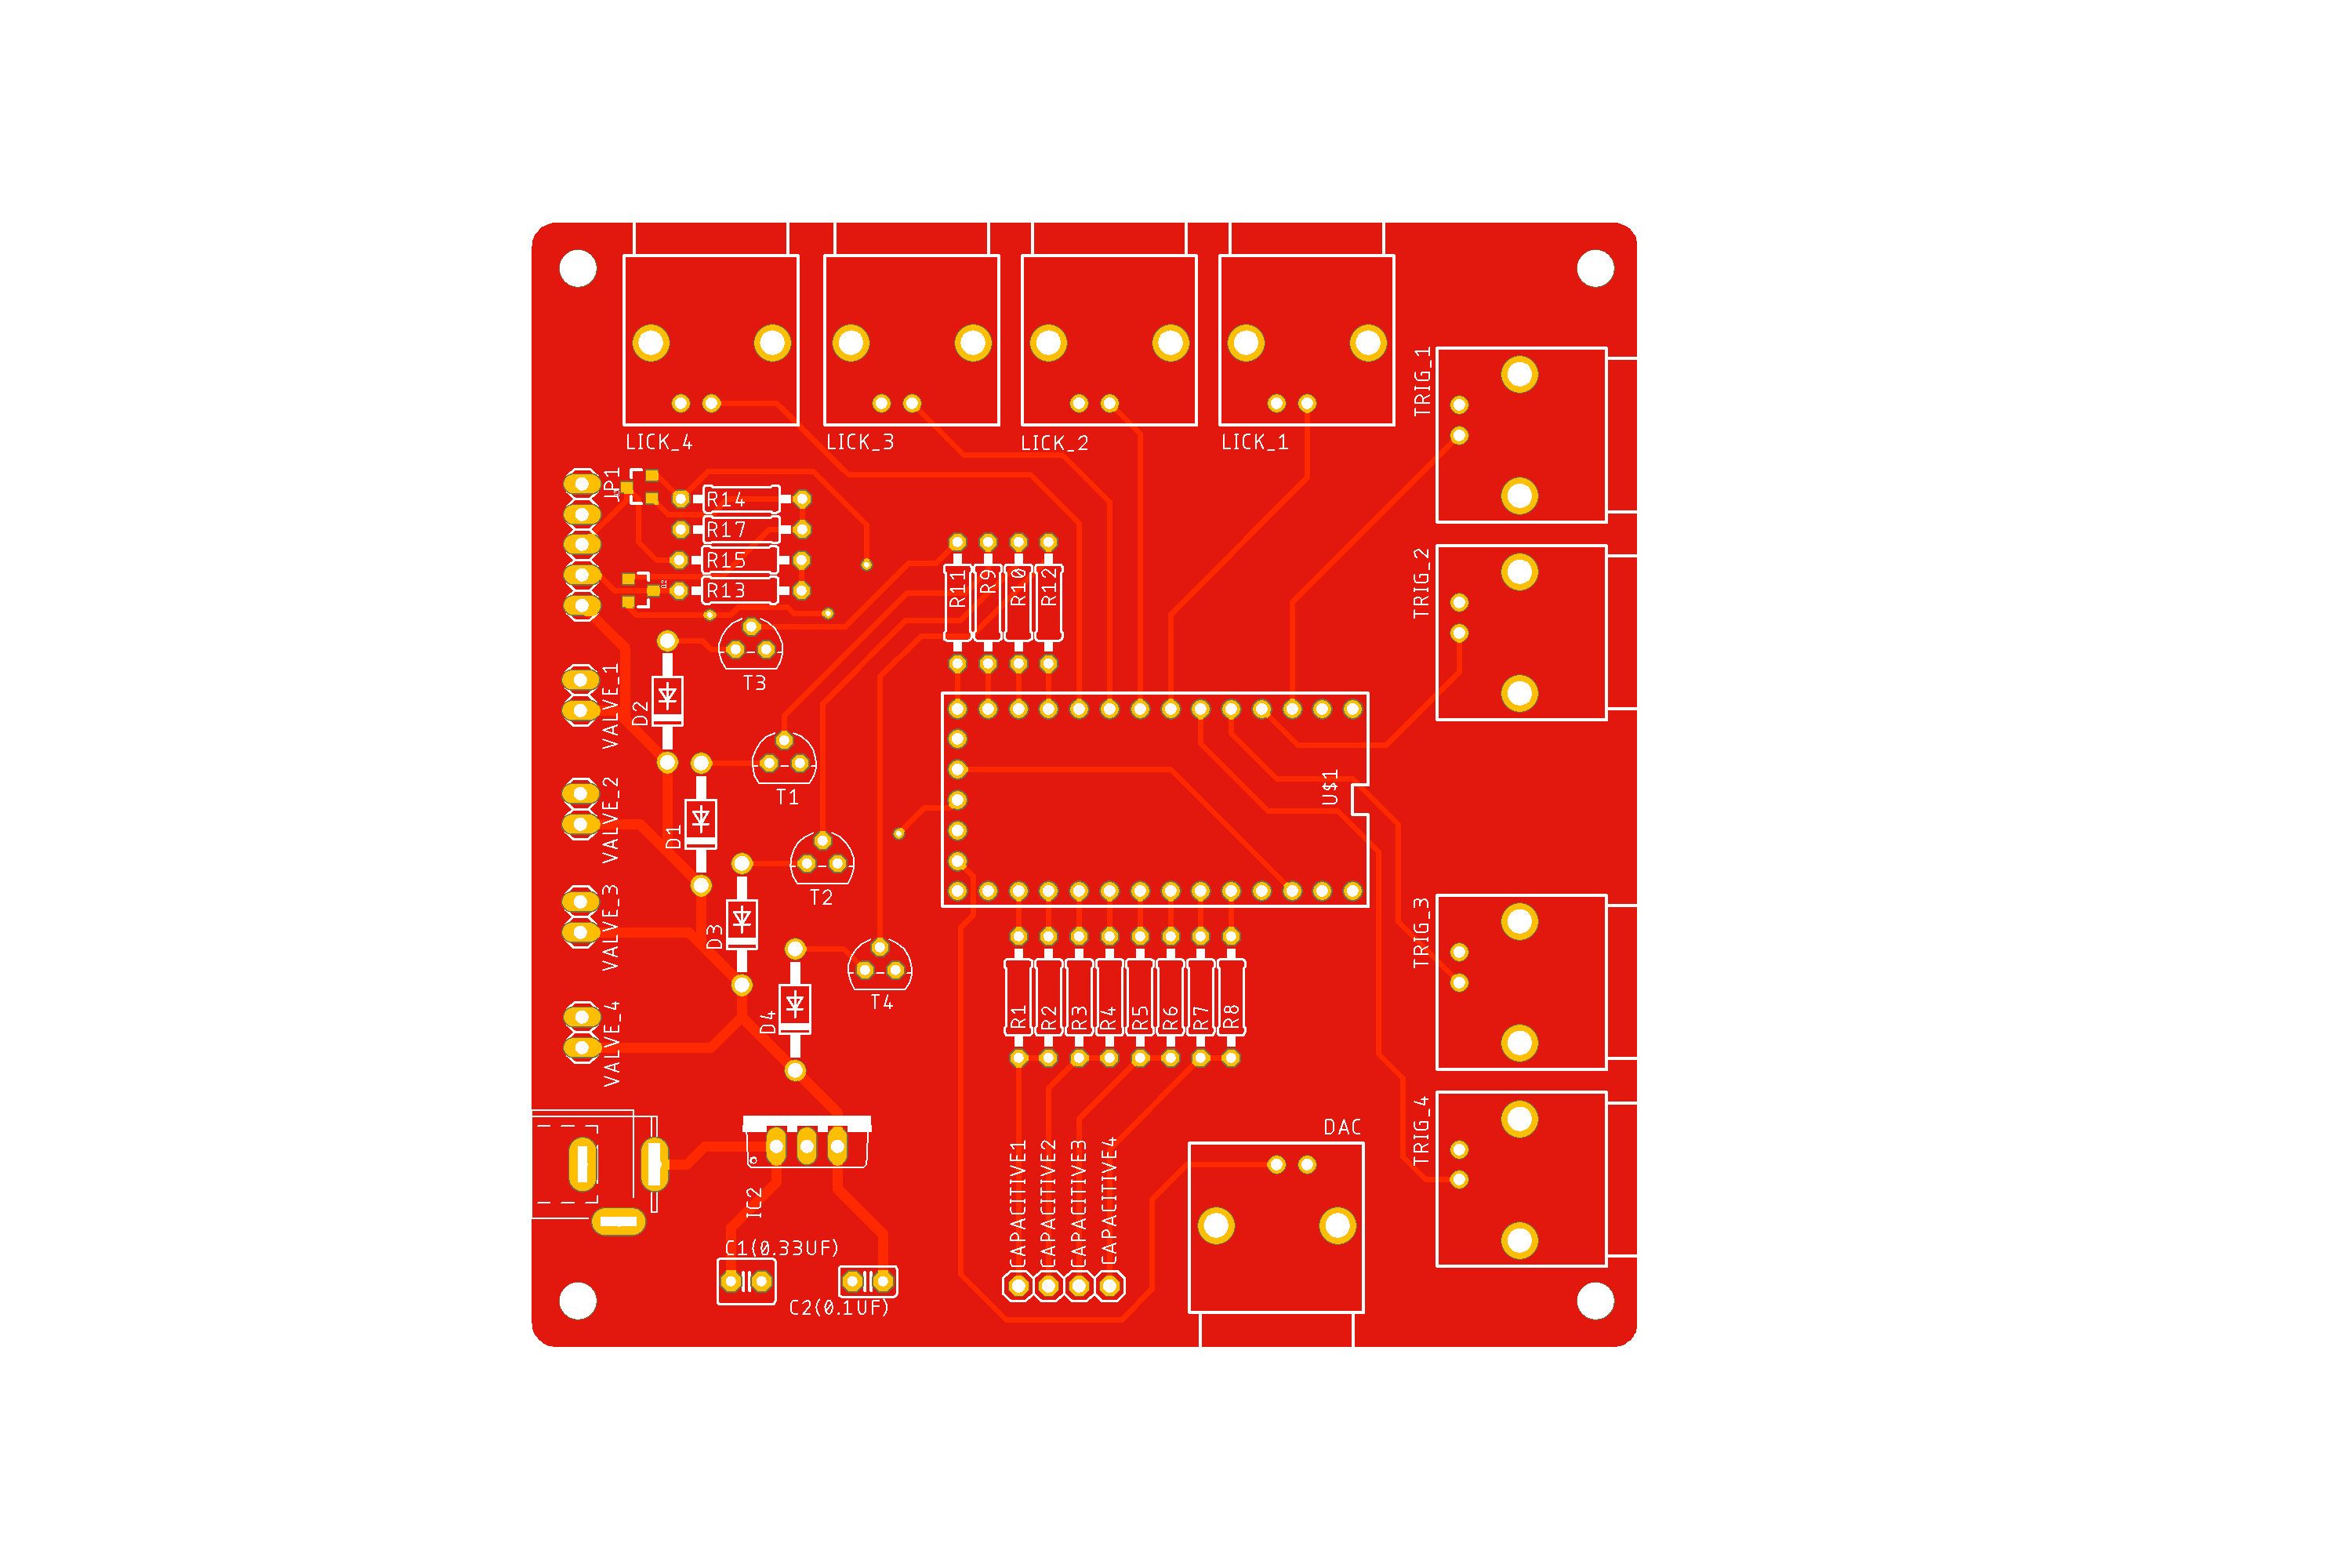 LICK_4
LICK_3
LICK_2
LICK_1
TRIG_1
JP1
R14
R17
R15
R13
R11
R9
R10
R12
TRIG_2
T3
VALVE_1
D2
T1
U$1
VALVE_2
D1
T2
VALVE_3
D3
TRIG_3
T4
D4
VALVE_4
R1
R2
R3
R4
R5
R6
R7
R8
DAC
TRIG_4
CAPACITIVE1
CAPACITIVE2
CAPACITIVE3
CAPACITIVE4
IC2
C1(0.33UF)
C2(0.1UF)